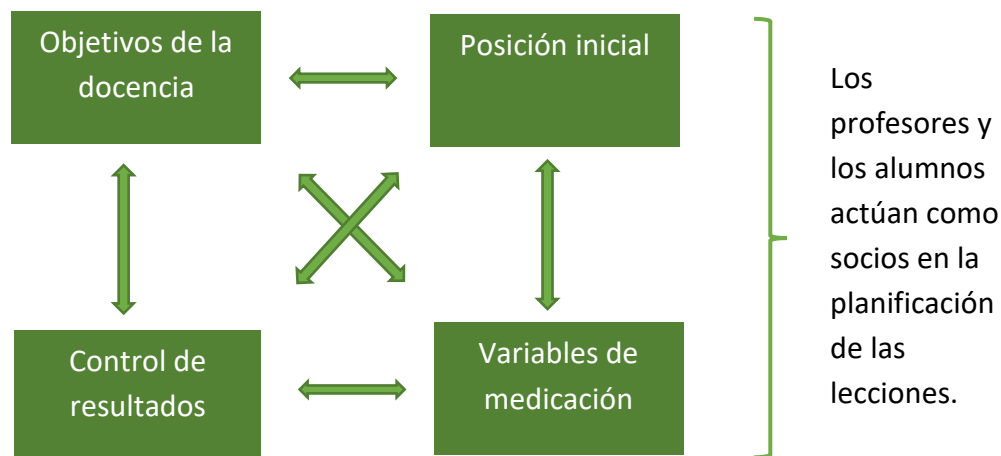 Objetivos de la
docencia
Posición inicial
Control de
resultados
Variables de
medicación
Los
profesores y
los alumnos
actúan como
socios en la
planificación
de las
lecciones.